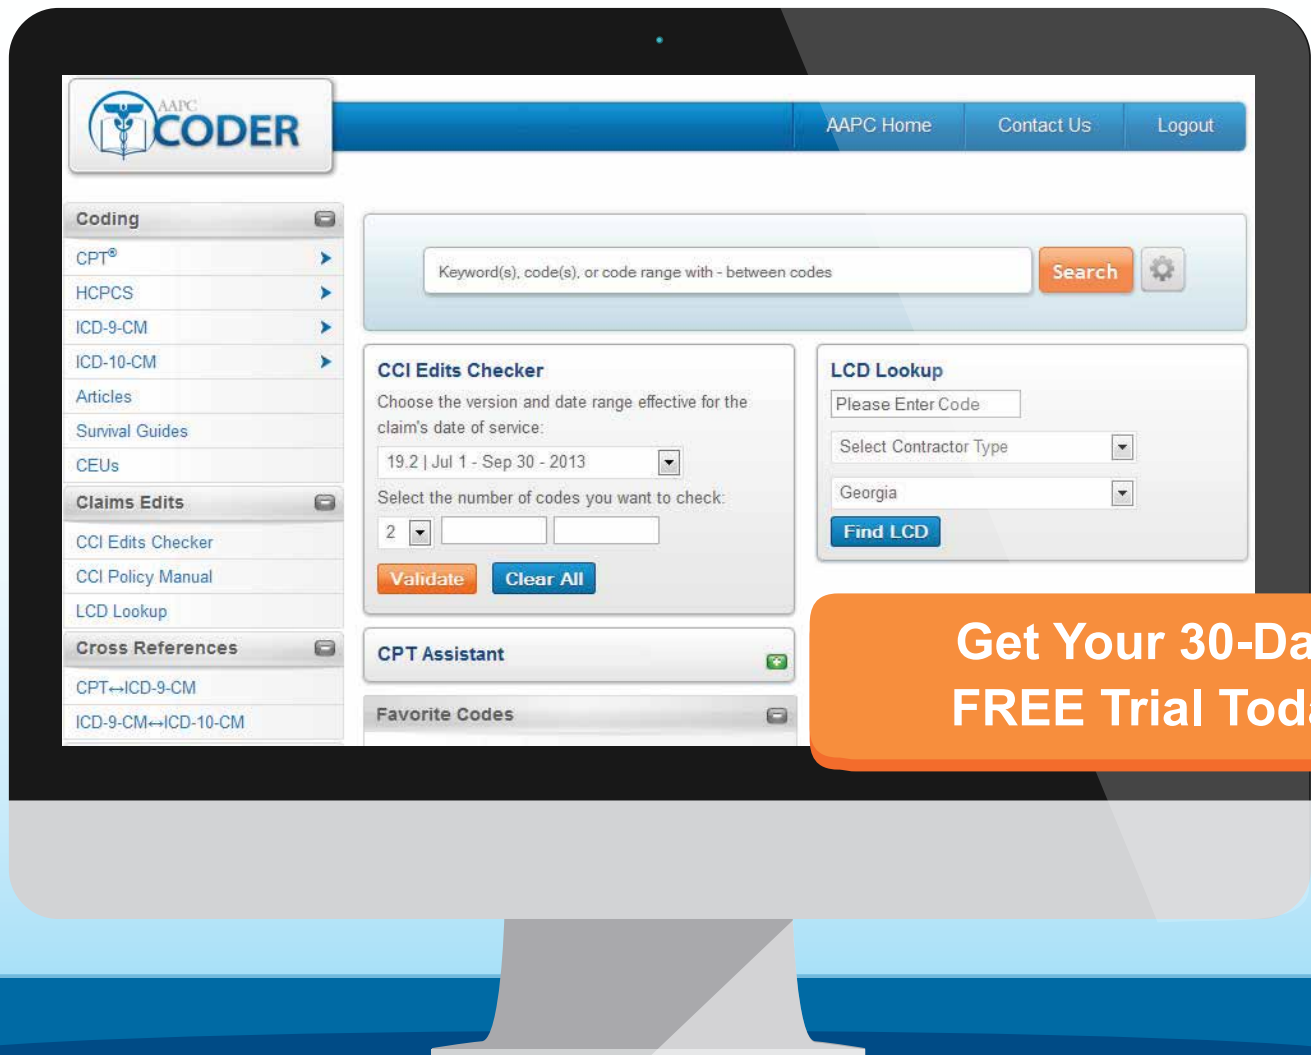 AAPC
CODER
AAPC Home
Contact Us
Logout
Coding
CPT®
HCPCS
ICD-9-CM
ICD-10-CM
Articles
Survival Guides
CEUs
Claims Edits
CCI Edits Checker
CCI Policy Manual
LCD Lookup
Cross References
CPT↔ICD-9-CM
ICD-9-CM↔ICD-10-CM
Keyword(s), code(s), or code range with - between codes
Search
CCI Edits Checker
Choose the version and date range effective for the
claim's date of service:
19.2 | Jul 1 - Sep 30 - 2013
Select the number of codes you want to check:
2
Validate
Clear All
CPT Assistant
Favorite Codes
LCD Lookup
Please Enter Code
Select Contractor Type
Georgia
Find LCD
Get Your 30-Da
FREE Trial Toda